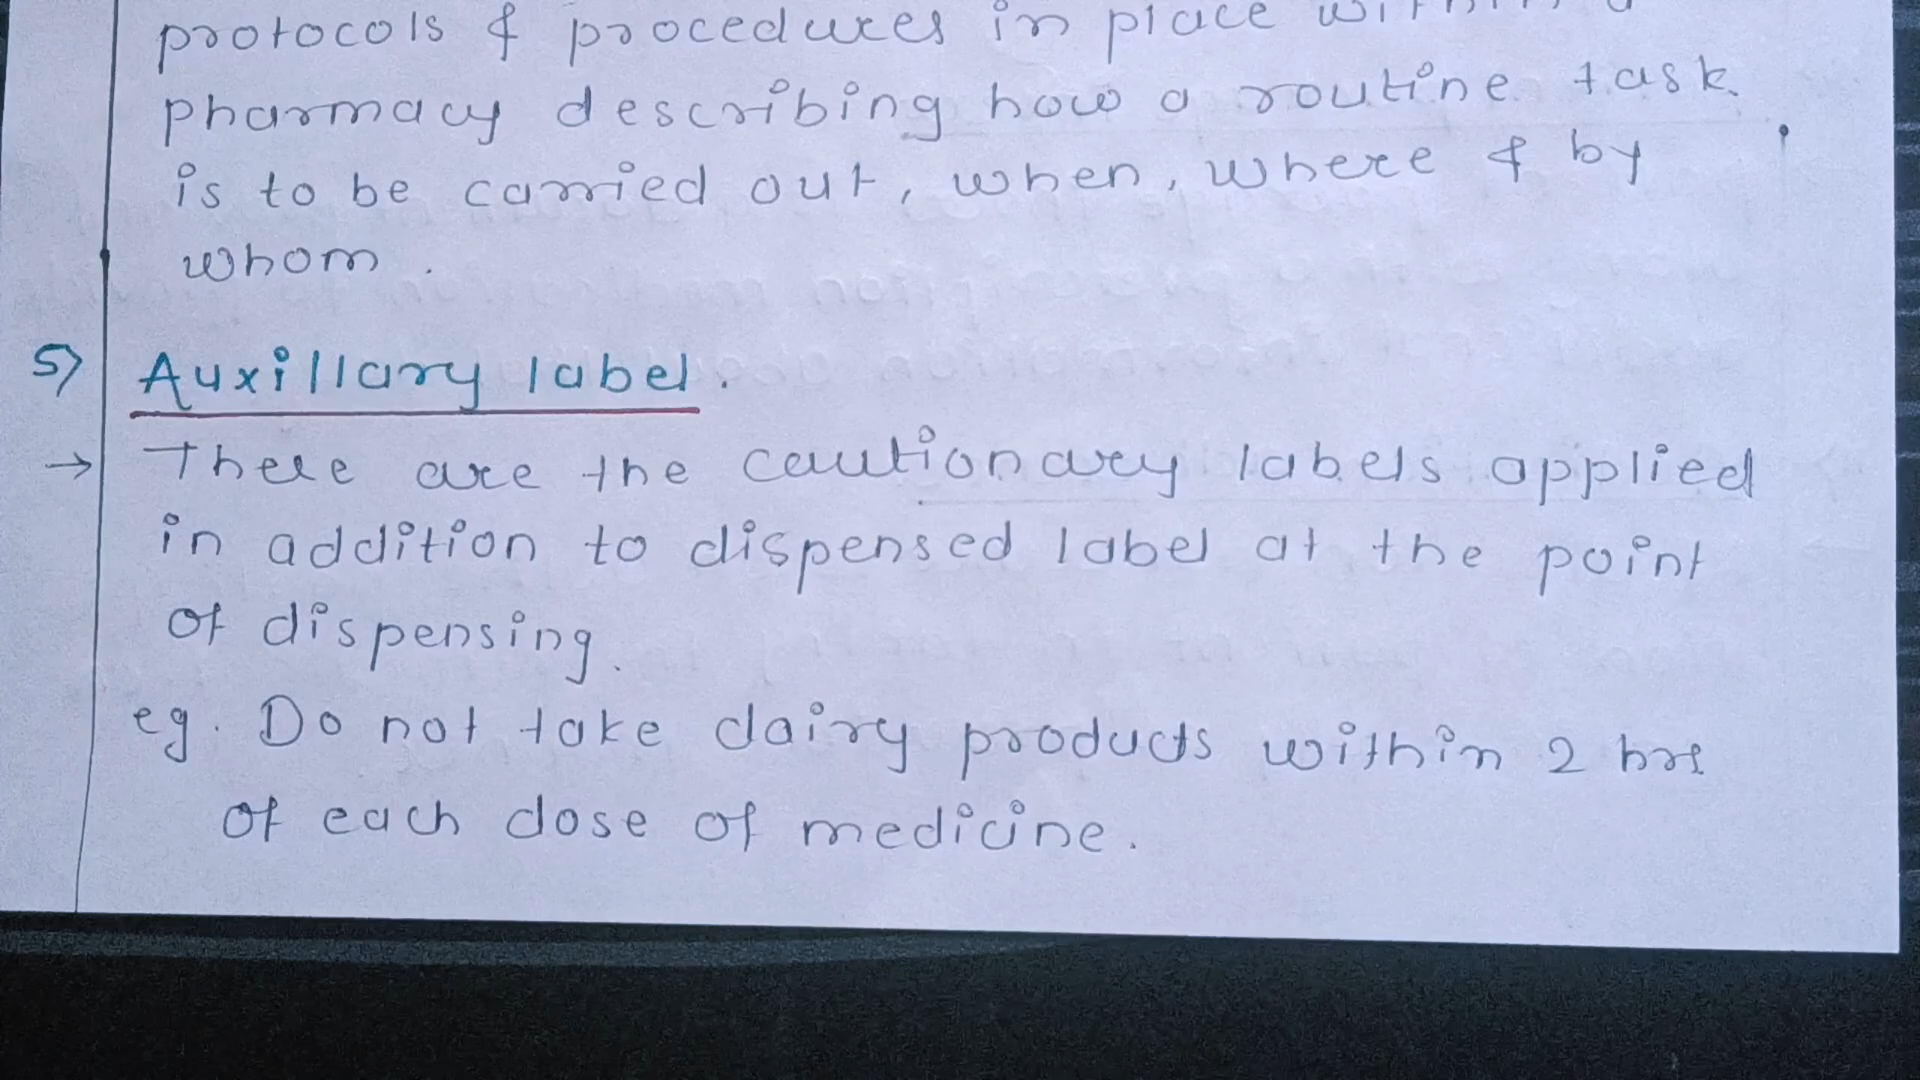 protocols & procedures in place within a
pharmacy describing how a routine task
is to be carried out, when, where & by
whom.
5) Auxillary label.
→ There are the cautionary labels applied
in addition to dispensed label at the point
of dispensing.
eg. Do not take dairy products within 2 hrs
of each dose of medicine.